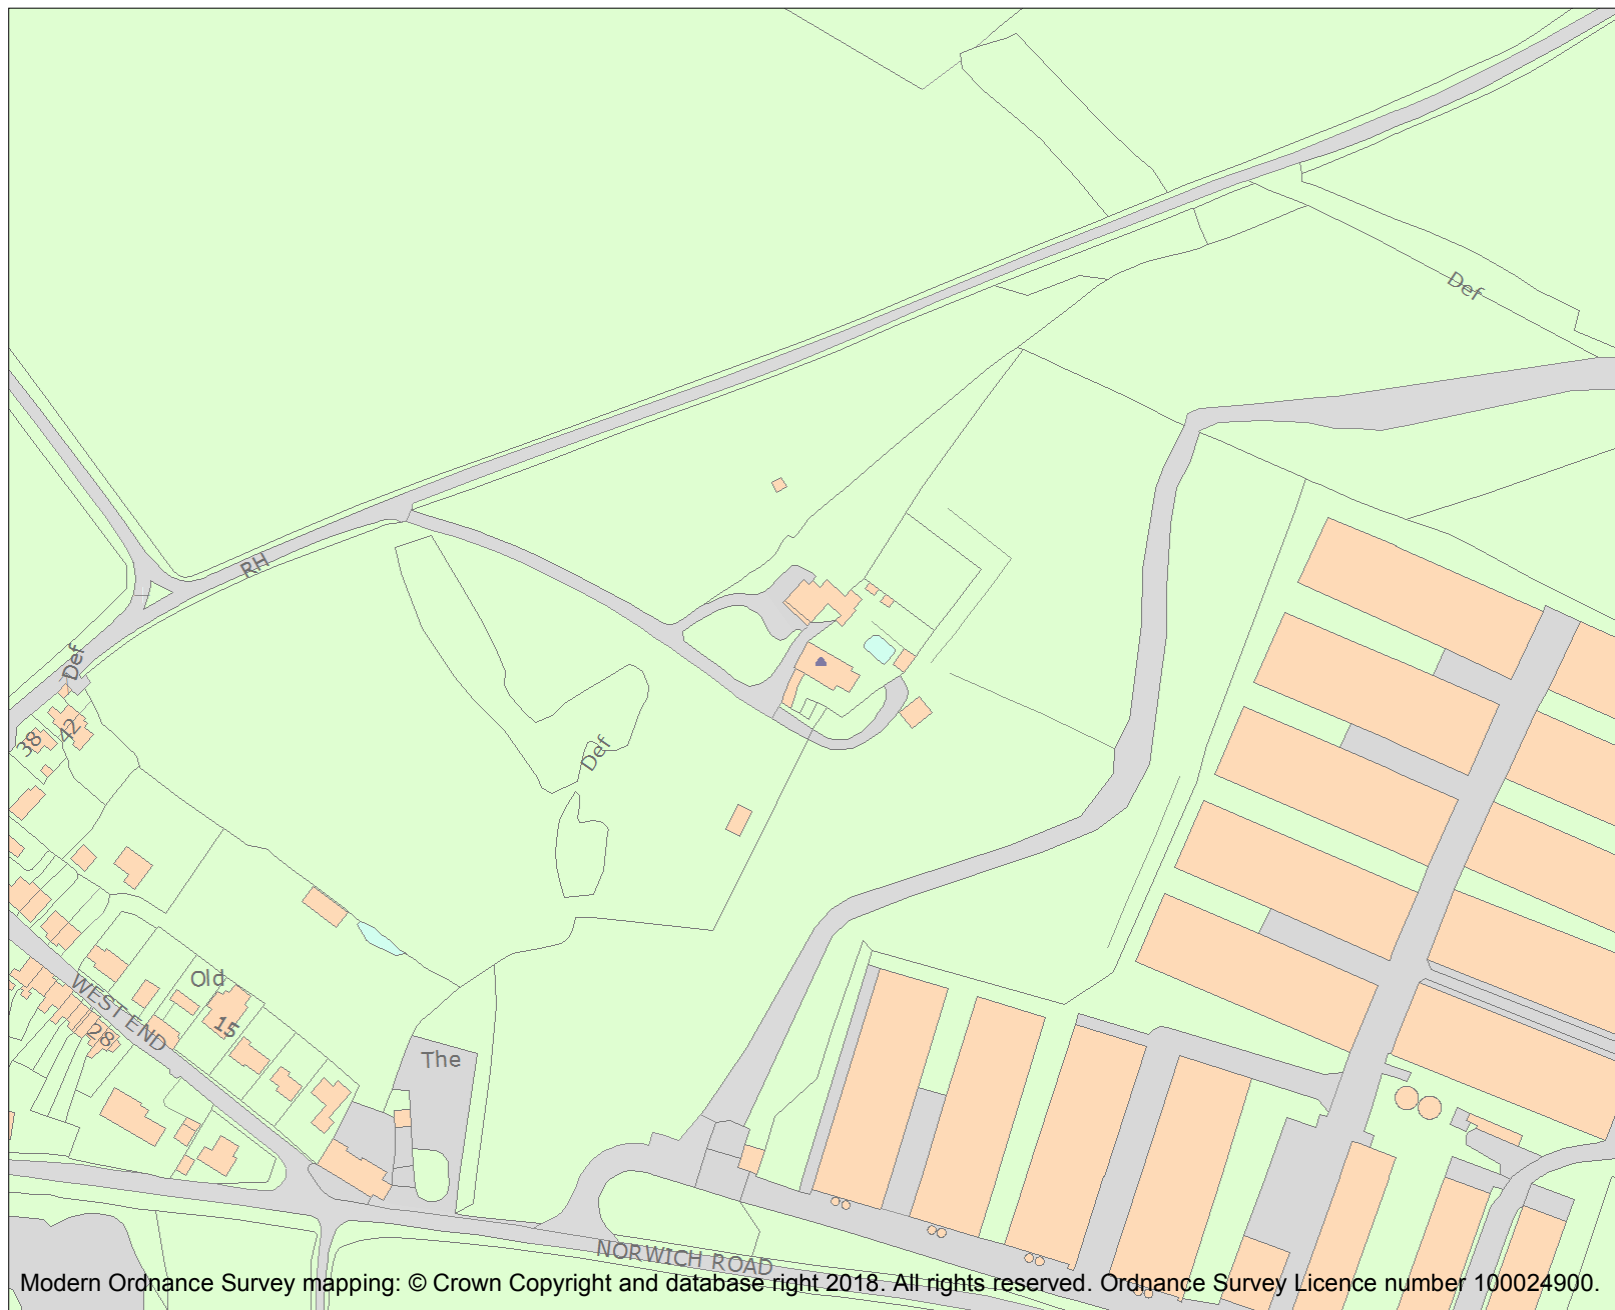 Def
RH
Def
42
38
Def
Old
WEST END
15
28
The
NORWICH ROAD
Modern Ordnance Survey mapping: © Crown Copyright and database right 2018. All rights reserved. Ordnance Survey Licence number 100024900.